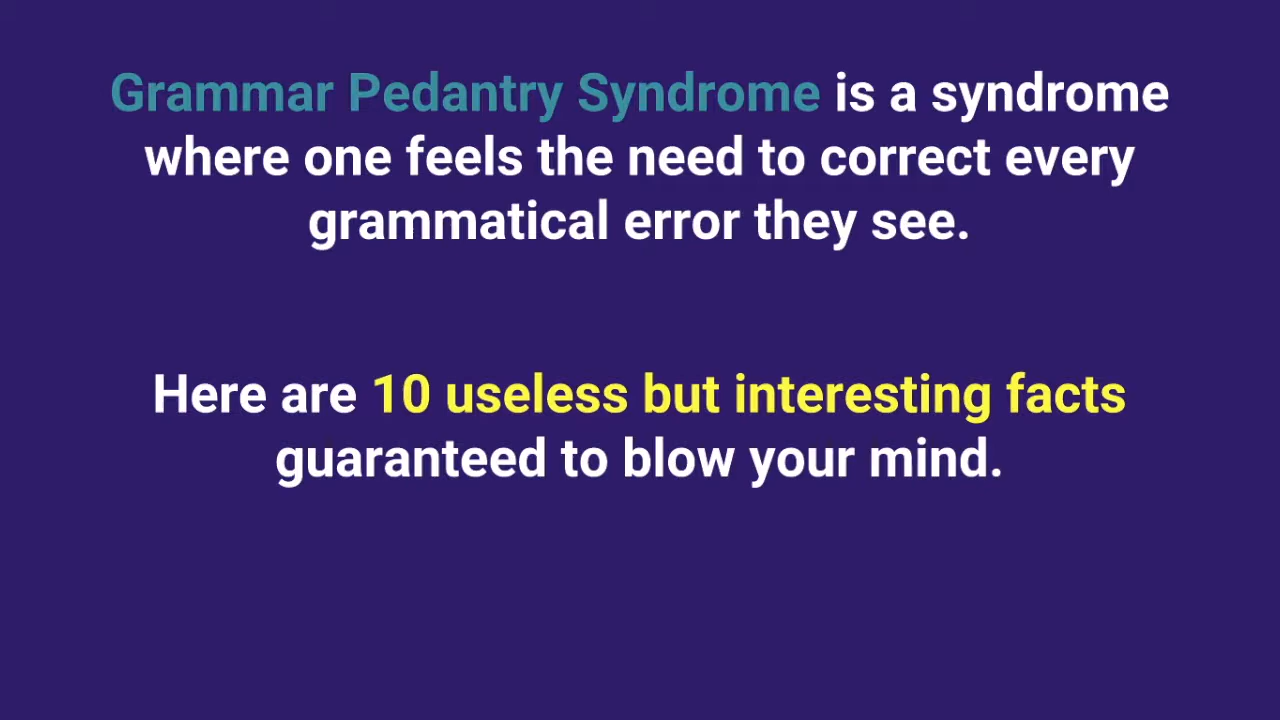 Grammar Pedantry Syndrome is a syndrome
where one feels the need to correct every
grammatical error they see.
Here are 10 useless but interesting facts
guaranteed to blow your mind.